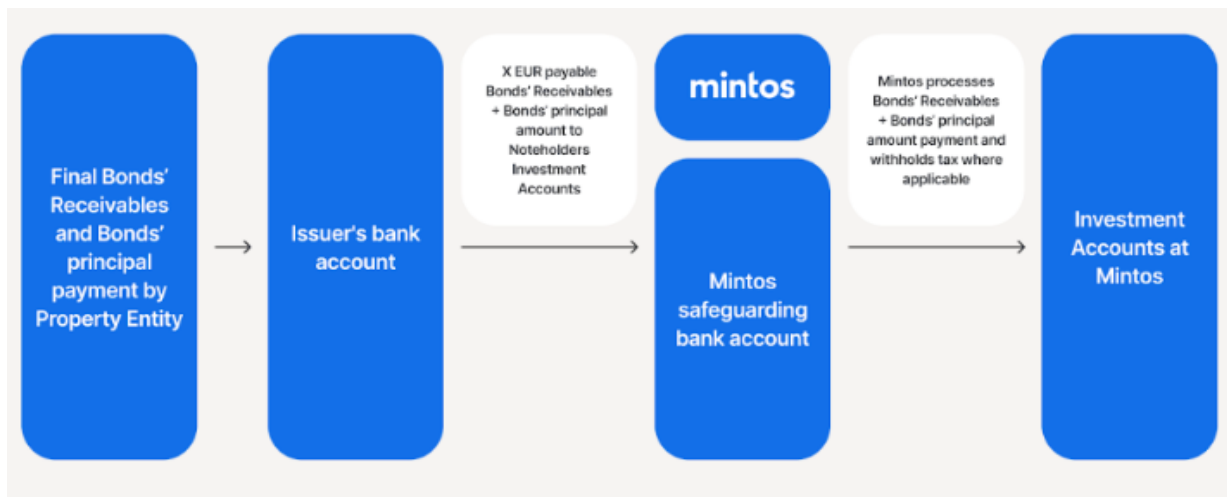 Final Bonds'
Receivables
and Bonds'
principal
payment by
Property Entity
Issuer's bank
account
X EUR payable
Bonds' Receivables
+ Bonds' principal
amount to
Noteholders
Investment
Accounts
mintos
Mintos
safeguarding
bank account
Mintos processes
Bonds' Receivables
+ Bonds' principal
amount payment and
withholds tax where
applicable
Investment
Accounts at
Mintos